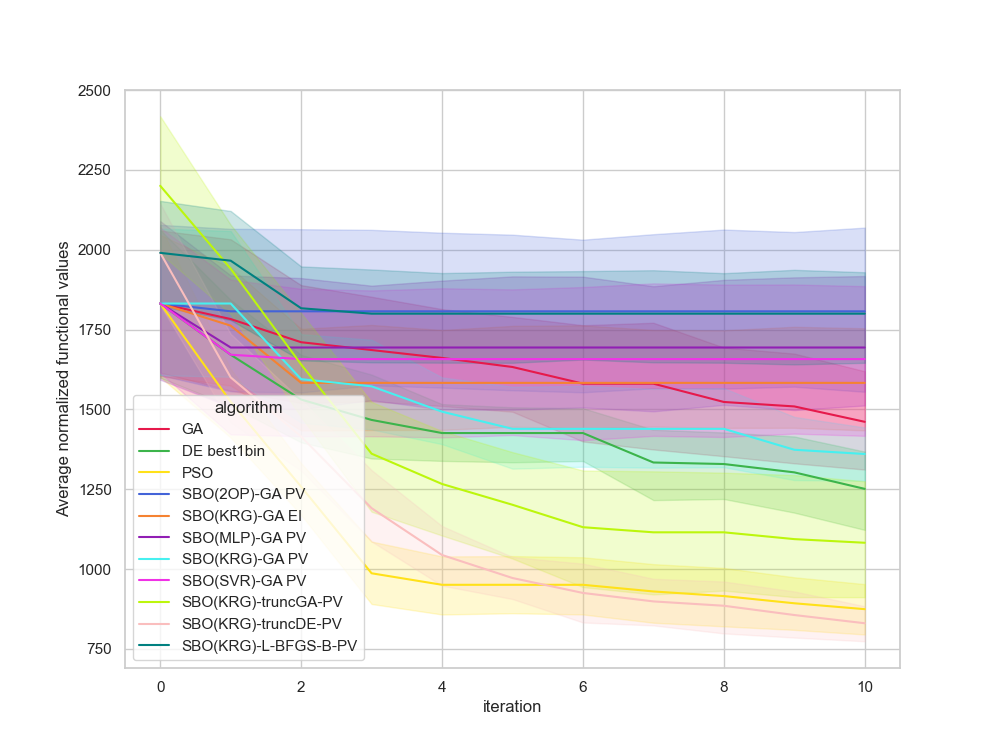 2500
2250
2000
1750
1500
1250
1000
750
Average normalized functional values
algorithm
GA
DE best1bin
PSO
SBO(2OP)-GA PV
SBO(KRG)-GA EI
SBO(MLP)-GA PV
SBO(KRG)-GA PV
SBO(SVR)-GA PV
SBO(KRG)-truncGA-PV
SBO(KRG)-truncDE-PV
SBO(KRG)-L-BFGS-B-PV
0 2 4 6 8 10
iteration